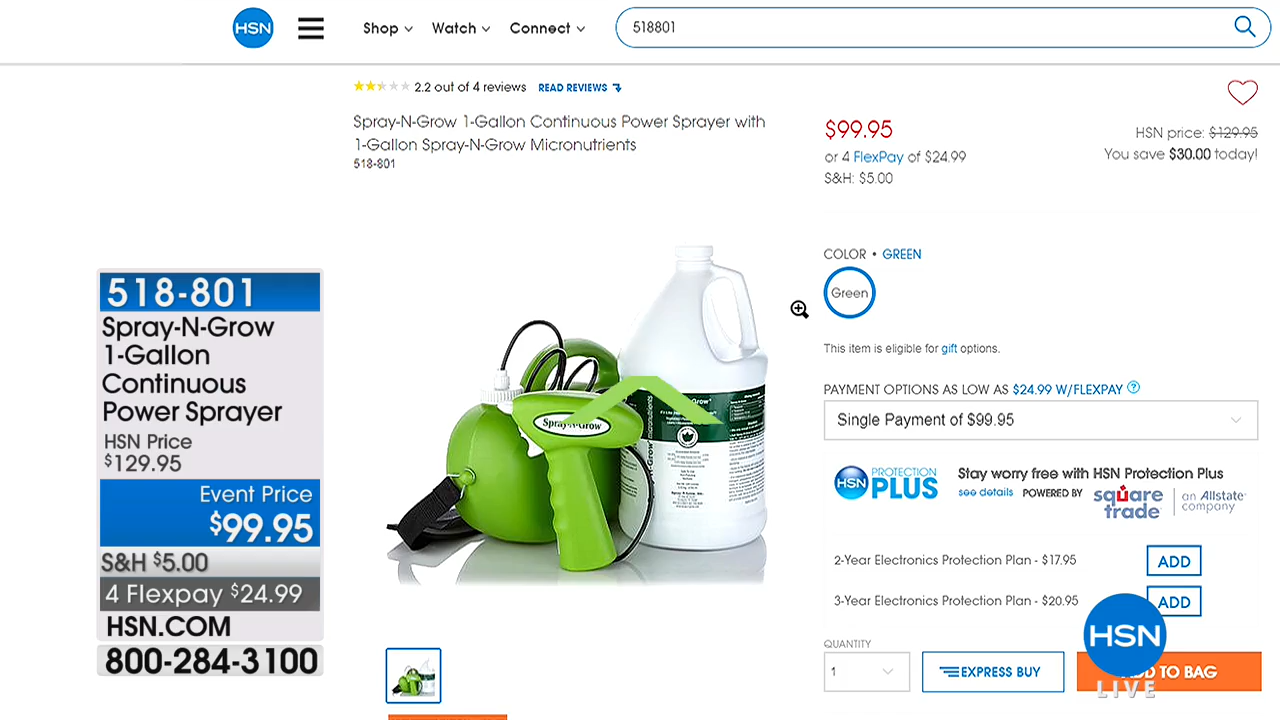 HSN
Shop
Watch
Connect
518801
2.2 out of 4 reviews
READ REVIEWS
Spray-N-Grow 1-Gallon Continuous Power Sprayer with
1-Gallon Spray-N-Grow Micronutrients
518-801
$99.95
HSN price: $129.95
or 4 FlexPay of $24.99
You save $30.00 today!
S&H: $5.00
COLOR • GREEN
Green
This item is eligible for gift options.
PAYMENT OPTIONS AS LOW AS $24.99 W/FLEXPAY ?
Single Payment of $99.95
HSN PROTECTION PLUS
Stay worry free with HSN Protection Plus
see details POWERED BY square trade an Allstate company
2-Year Electronics Protection Plan - $17.95
ADD
3-Year Electronics Protection Plan - $20.95
ADD
QUANTITY
1
EXPRESS BUY
TO BAG
HSN
LIVE
518-801
Spray-N-Grow
1-Gallon
Continuous
Power Sprayer
HSN Price
$129.95
Event Price
$99.95
S&H $5.00
4 Flexpay $24.99
HSN.COM
800-284-3100
Spray-N-Grow